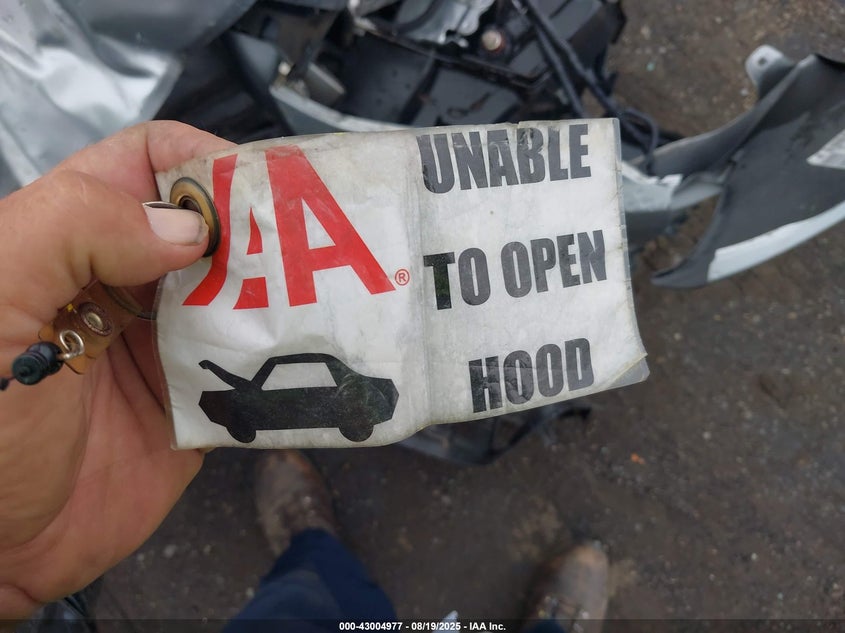 IAA®
UNABLE
TO OPEN
HOOD
000-43004977 - 08/19/2025 - IAA Inc.